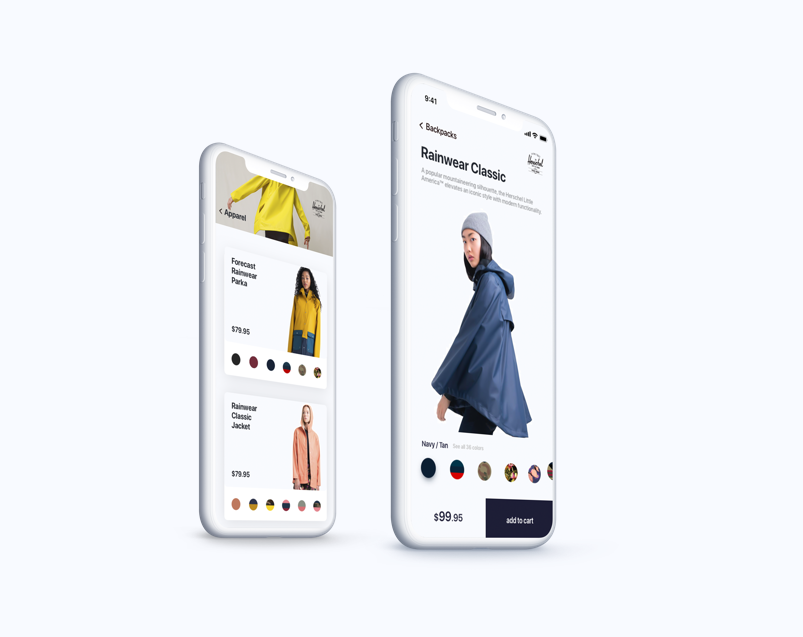 Apparel
Herschel
Forecast
Rainwear
Parka
$79.95
Rainwear
Classic
Jacket
$79.95
9:41
Backpacks
Rainwear Classic
Herschel
A popular mountaineering silhouette, the Herschel Little
America™ elevates an iconic style with modern functionality.
Navy / Tan See all 39 colors
$99.95
add to cart